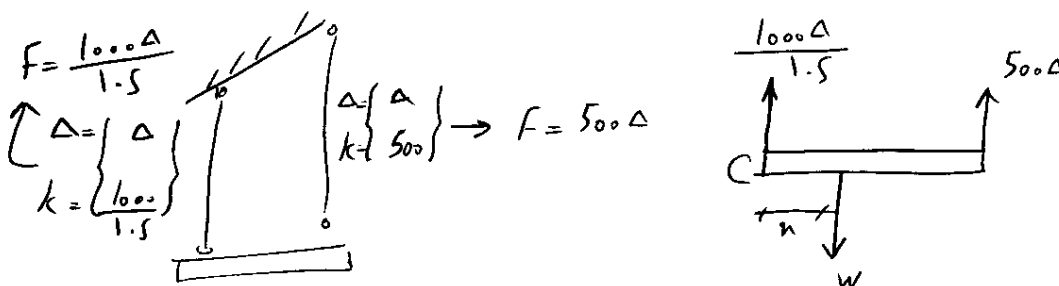 F = 1000Δ / 1.5
Δ = { Δ
k = { 1000 / 1.5 }
Δ = { Δ
k = { 500 } → F = 500Δ
1000Δ / 1.5
500Δ
C
n
W